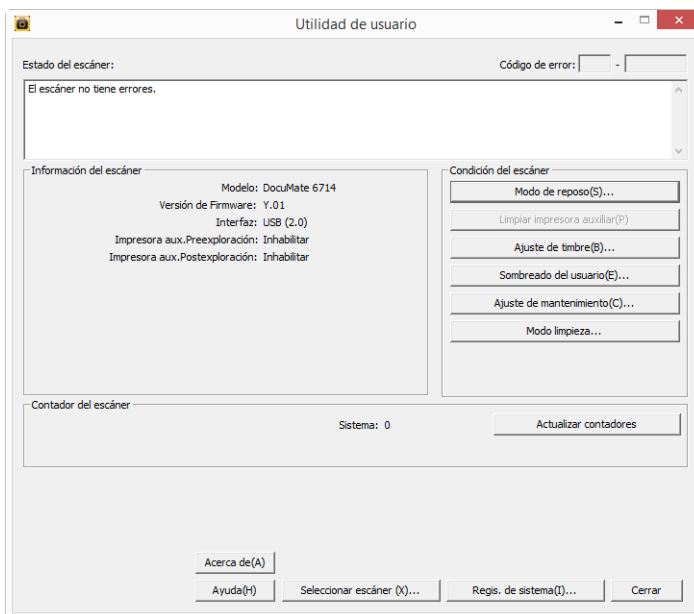 Utilidad de usuario
Estado del escáner:
Código de error: -
El escáner no tiene errores.
Información del escáner
Modelo: DocuMate 6714
Versión de Firmware: Y.01
Interfaz: USB (2.0)
Impresora aux.Preexploración: Inhabilitar
Impresora aux.Postexploración: Inhabilitar
Condición del escáner
Modo de reposo(S)...
Limpiar impresora auxiliar(P)
Ajuste de timbre(B)...
Sombreado del usuario(E)...
Ajuste de mantenimiento(C)...
Modo limpieza...
Contador del escáner
Sistema: 0
Actualizar contadores
Acerca de(A)
Ayuda(H)
Seleccionar escáner (X)...
Regis. de sistema(I)...
Cerrar